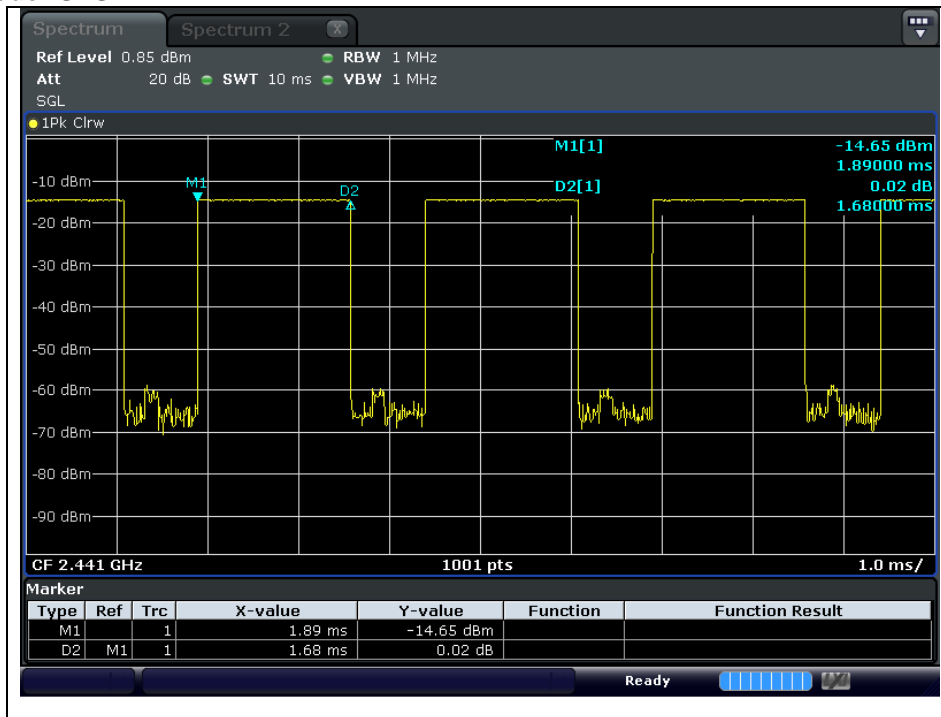 Spectrum Spectrum 2 X
Ref Level 0.85 dBm RBW 1 MHz
Att 20 dB SWT 10 ms VBW 1 MHz
SGL
1Pk Clrw
M1[1] -14.65 dBm
1.89000 ms
D2[1] 0.02 dB
1.68000 ms
M1
D2
-10 dBm
-20 dBm
-30 dBm
-40 dBm
-50 dBm
-60 dBm
-70 dBm
-80 dBm
-90 dBm
CF 2.441 GHz 1001 pts 1.0 ms/
Marker
Type Ref Trc X-value Y-value Function Function Result
M1 1 1.89 ms -14.65 dBm
D2 M1 1 1.68 ms 0.02 dB
Ready